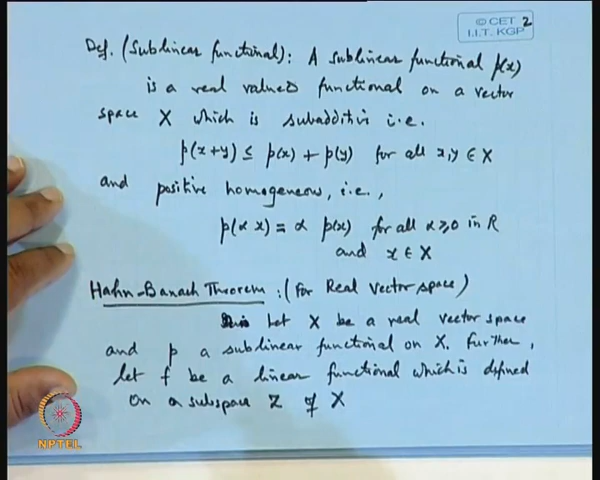 © CET 2
I.I.T. KGP
Def. (Sublinear functional): A sublinear functional p(x)
is a real valued functional on a vector
space X which is subadditive i.e.
p(x+y) ≤ p(x) + p(y) for all x,y ∈ X
and positive homogeneous, i.e.,
p(αx) = α p(x) for all α≥0 in R
and x ∈ X
Hahn-Banach Theorem : (For Real vector space)
Let X be a real vector space
and p a sublinear functional on X. Further,
let f be a linear functional which is defined
on a subspace Z of X
NPTEL